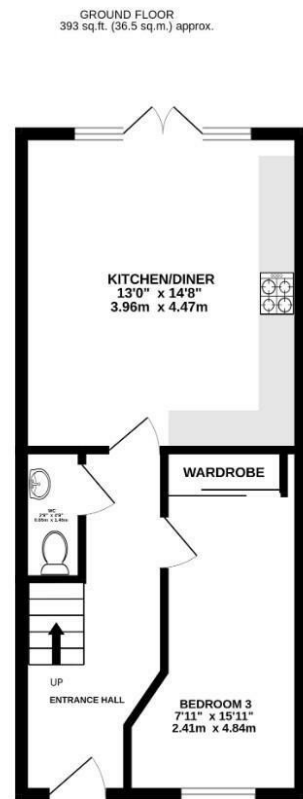 GROUND FLOOR
393 sq.ft. (36.5 sq.m.) approx.
KITCHEN/DINER
13'0" x 14'8"
3.96m x 4.47m
WARDROBE
WC
UP
ENTRANCE HALL
BEDROOM 3
7'11" x 15'11"
2.41m x 4.84m